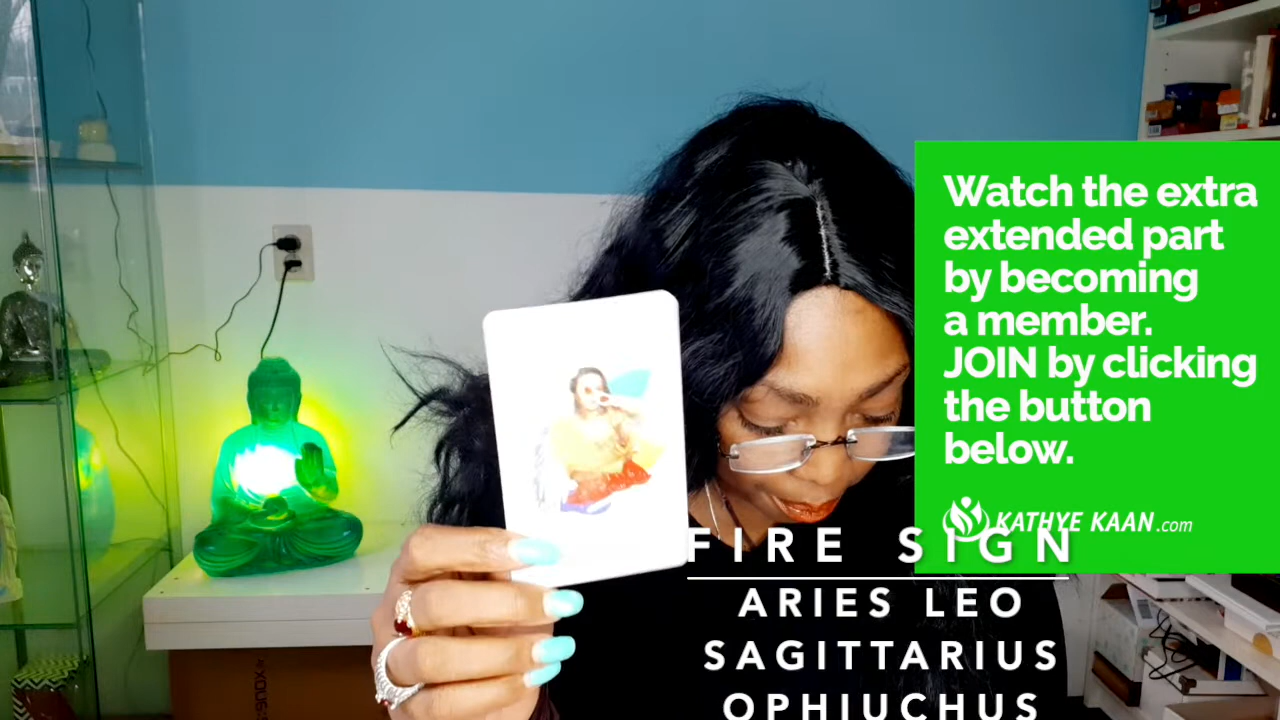 Watch the extra
extended part
by becoming
a member.
JOIN by clicking
the button
below.
KATHYE KAAN.com
FIRE SIGN
ARIES LEO
SAGITTARIUS
OPHIUCHUS